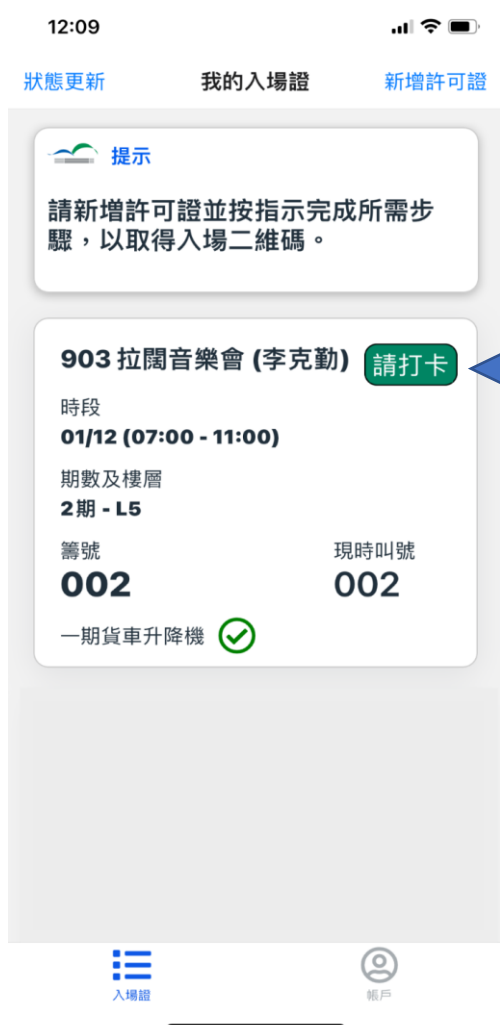 12:09
狀態更新 我的入場證 新增許可證
提示
請新增許可證並按指示完成所需步
驟，以取得入場二維碼。
903 拉闊音樂會 (李克勤) 請打卡
時段
01/12 (07:00 - 11:00)
期數及樓層
2期 - L5
籌號 現時叫號
002 002
一期貨車升降機
入場證 帳戶